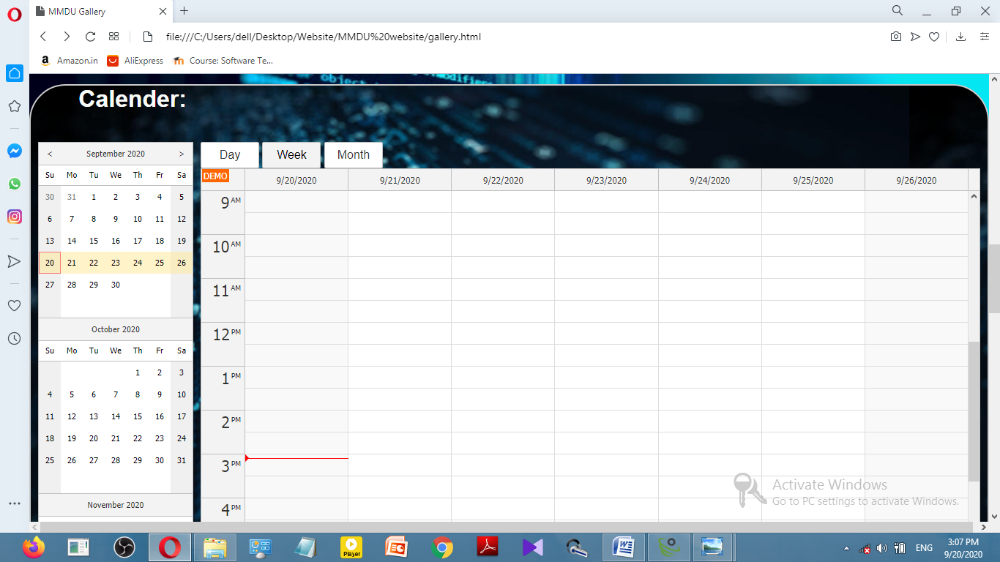 MMDU Gallery
file:///C:/Users/dell/Desktop/Website/MMDU%20website/gallery.html
Amazon.in AliExpress Course: Software Te...
Calender:
< September 2020 >
Su Mo Tu We Th Fr Sa
30 31 1 2 3 4 5
6 7 8 9 10 11 12
13 14 15 16 17 18 19
20 21 22 23 24 25 26
27 28 29 30
October 2020
Su Mo Tu We Th Fr Sa
1 2 3
4 5 6 7 8 9 10
11 12 13 14 15 16 17
18 19 20 21 22 23 24
25 26 27 28 29 30 31
November 2020
Day Week Month
DEMO 9/20/2020 9/21/2020 9/22/2020 9/23/2020 9/24/2020 9/25/2020 9/26/2020
9 AM
10 AM
11 AM
12 PM
1 PM
2 PM
3 PM
4 PM
Activate Windows
Go to PC settings to activate Windows.
Player
ENG
3:07 PM
9/20/2020